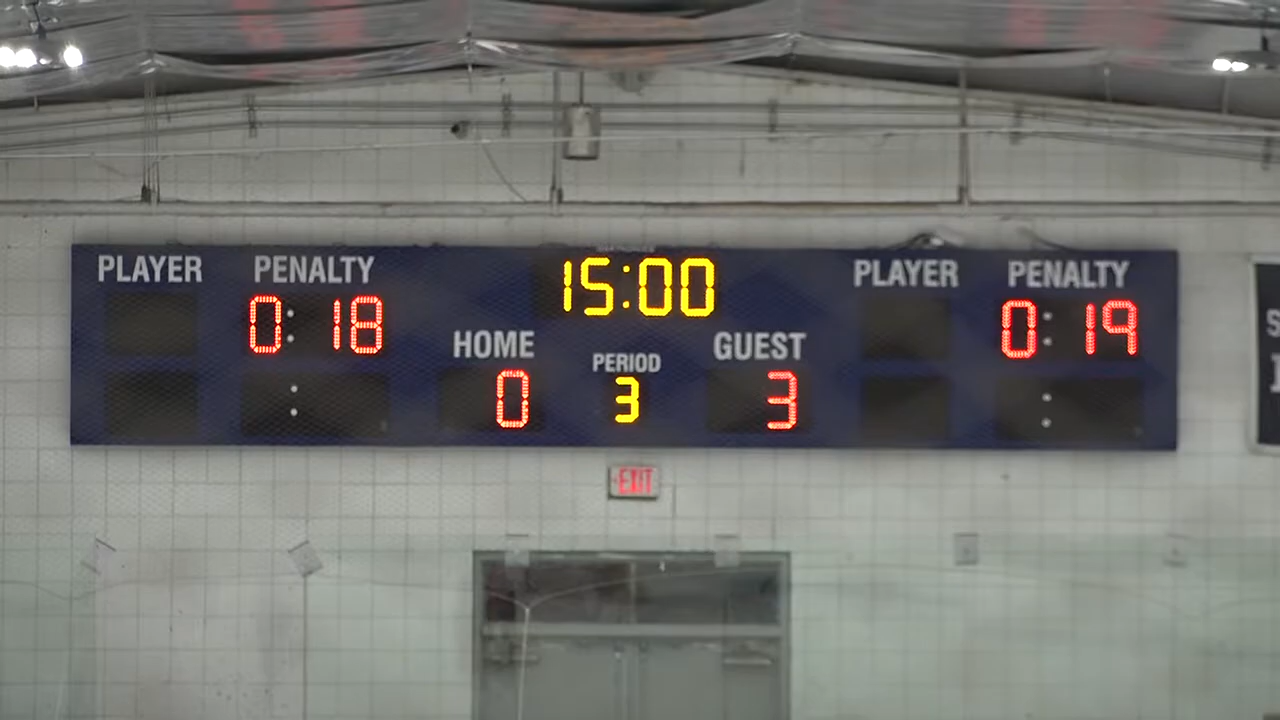 PLAYER PENALTY 15:00 PLAYER PENALTY
0:18 0:19
HOME PERIOD GUEST
0 3 3
EXIT